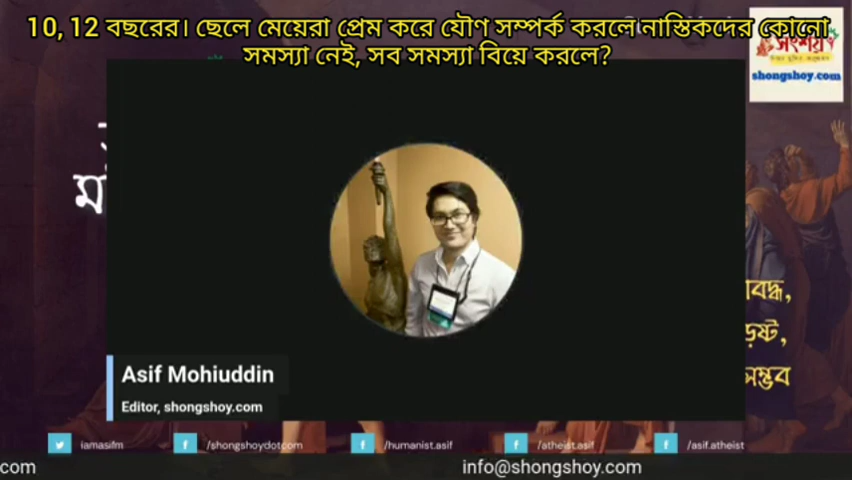 10, 12 বছরের। ছেলে মেয়েরা প্রেম করে যৌণ সম্পর্ক করলে নাস্তিকদের কোনো
সমস্যা নেই, সব সমস্যা বিয়ে করলে?
সংশয়
shongshoy.com
Asif Mohiuddin
Editor, shongshoy.com
iamasifm
/shongshoydotcom
/humanist.asif
/atheist.asif
/asif.atheist
com
info@shongshoy.com